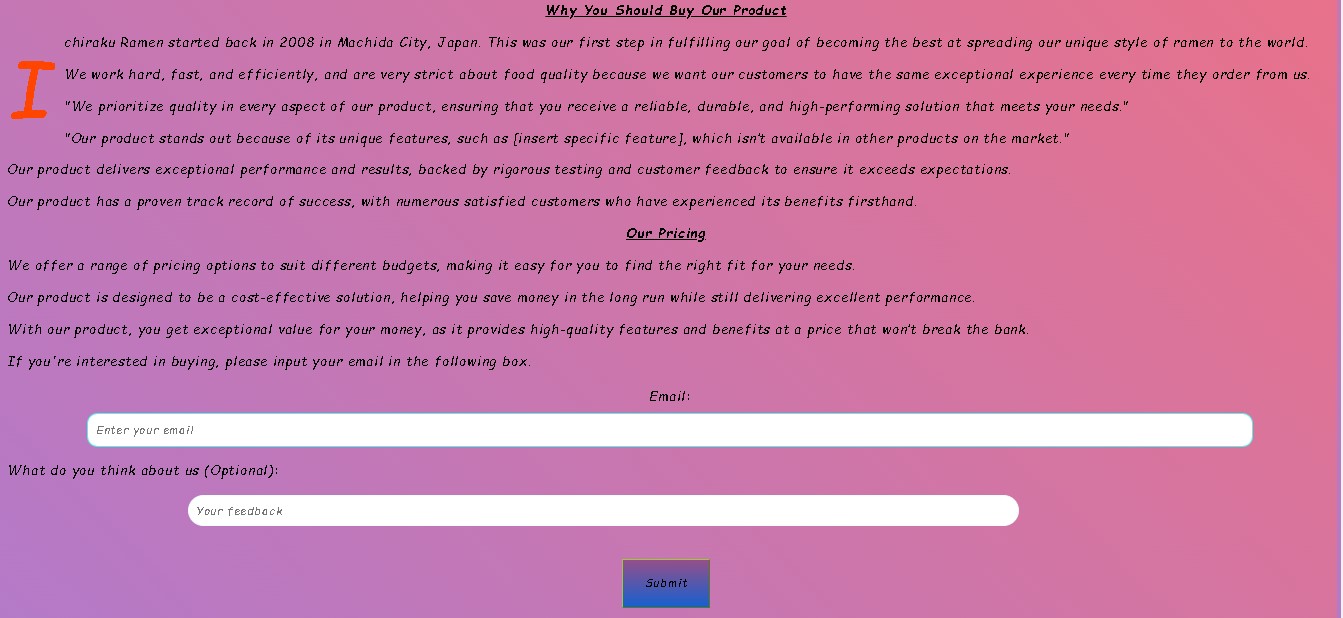 Why You Should Buy Our Product
Ichiraku Ramen started back in 2008 in Machida City, Japan. This was our first step in fulfilling our goal of becoming the best at spreading our unique style of ramen to the world.
We work hard, fast, and efficiently, and are very strict about food quality because we want our customers to have the same exceptional experience every time they order from us.
"We prioritize quality in every aspect of our product, ensuring that you receive a reliable, durable, and high-performing solution that meets your needs."
"Our product stands out because of its unique features, such as [insert specific feature], which isn't available in other products on the market."
Our product delivers exceptional performance and results, backed by rigorous testing and customer feedback to ensure it exceeds expectations.
Our product has a proven track record of success, with numerous satisfied customers who have experienced its benefits firsthand.
Our Pricing
We offer a range of pricing options to suit different budgets, making it easy for you to find the right fit for your needs.
Our product is designed to be a cost-effective solution, helping you save money in the long run while still delivering excellent performance.
With our product, you get exceptional value for your money, as it provides high-quality features and benefits at a price that won't break the bank.
If you're interested in buying, please input your email in the following box.
Email:
Enter your email
What do you think about us (Optional):
Your feedback
Submit